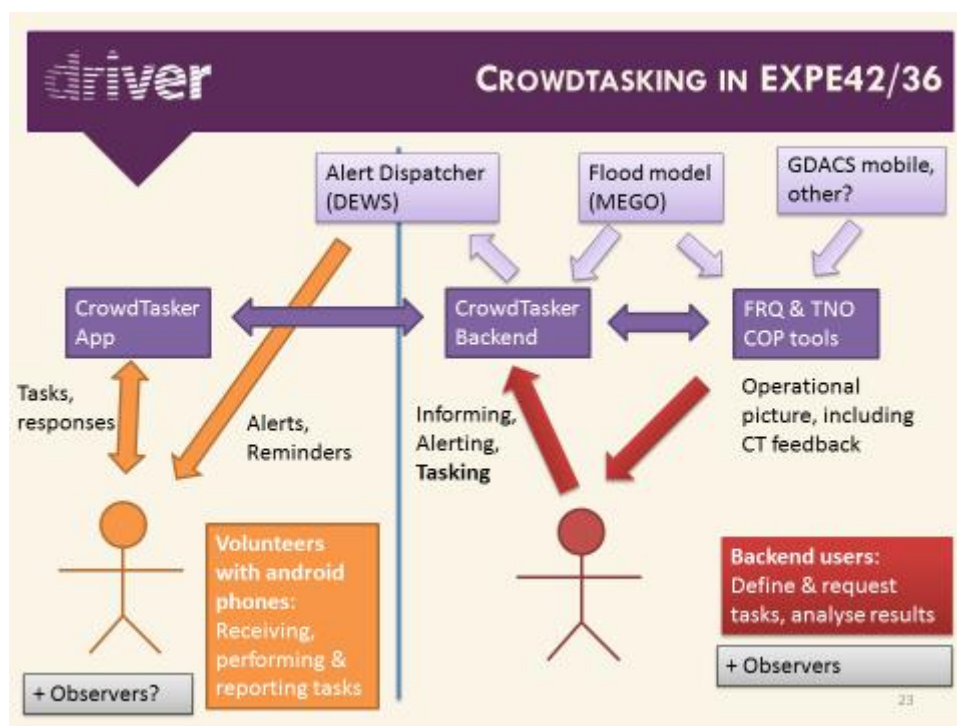 driver
CROWDTASKING IN EXPE42/36
Alert Dispatcher
(DEWS)
Flood model
(MEGO)
GDACS mobile,
other?
CrowdTasker
App
CrowdTasker
Backend
FRQ & TNO
COP tools
Tasks,
responses
Alerts,
Reminders
Informing,
Alerting,
Tasking
Operational
picture, including
CT feedback
Volunteers
with android
phones:
Receiving,
performing &
reporting tasks
Backend users:
Define & request
tasks, analyse results
+ Observers?
+ Observers
23